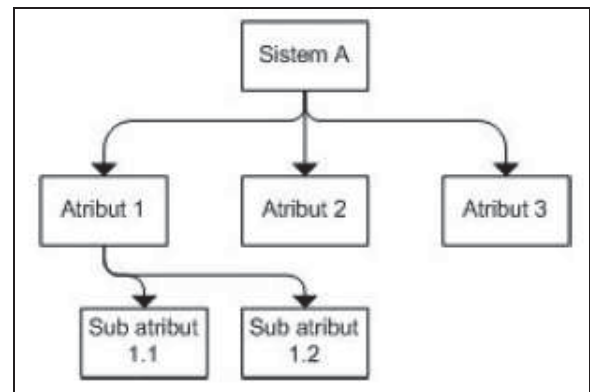 Sistem A
Atribut 1
Atribut 2
Atribut 3
Sub atribut
1.1
Sub atribut
1.2